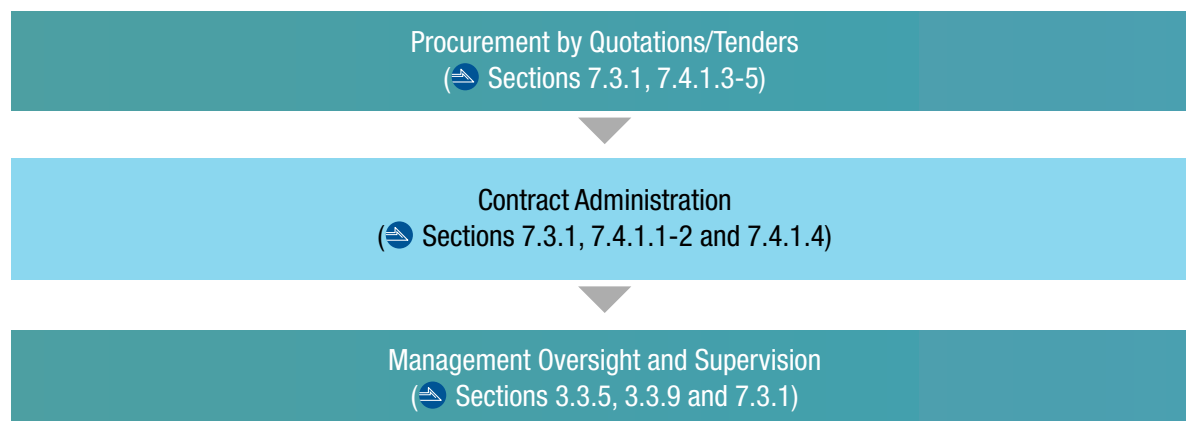 Procurement by Quotations/Tenders
( Sections 7.3.1, 7.4.1.3-5)
Contract Administration
( Sections 7.3.1, 7.4.1.1-2 and 7.4.1.4)
Management Oversight and Supervision
( Sections 3.3.5, 3.3.9 and 7.3.1)